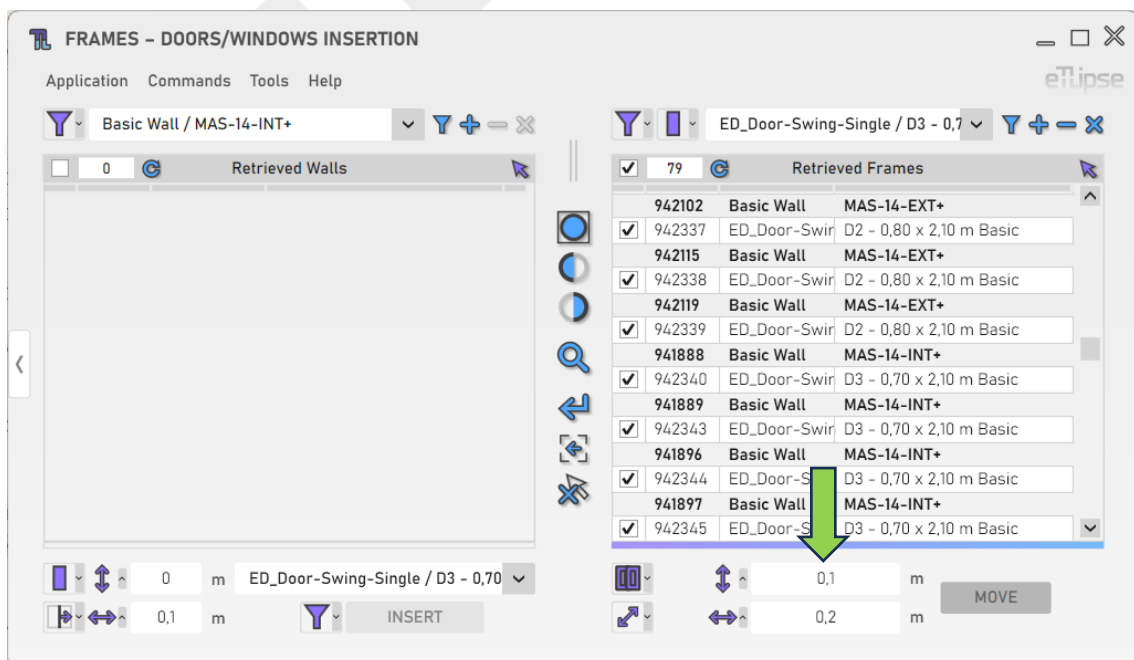 FRAMES – DOORS/WINDOWS INSERTION
Application Commands Tools Help
eTLipse
Basic Wall / MAS-14-INT+
ED_Door-Swing-Single / D3 - 0,7
0 Retrieved Walls
79 Retrieved Frames
942102 Basic Wall MAS-14-EXT+
942337 ED_Door-Swin D2 - 0,80 x 2,10 m Basic
942115 Basic Wall MAS-14-EXT+
942338 ED_Door-Swin D2 - 0,80 x 2,10 m Basic
942119 Basic Wall MAS-14-EXT+
942339 ED_Door-Swin D2 - 0,80 x 2,10 m Basic
941888 Basic Wall MAS-14-INT+
942340 ED_Door-Swin D3 - 0,70 x 2,10 m Basic
941889 Basic Wall MAS-14-INT+
942343 ED_Door-Swin D3 - 0,70 x 2,10 m Basic
941896 Basic Wall MAS-14-INT+
942344 ED_Door-S D3 - 0,70 x 2,10 m Basic
941897 Basic Wall MAS-14-INT+
942345 ED_Door-S D3 - 0,70 x 2,10 m Basic
0 m ED_Door-Swing-Single / D3 - 0,70
0,1 m INSERT
0,1 m
MOVE
0,2 m